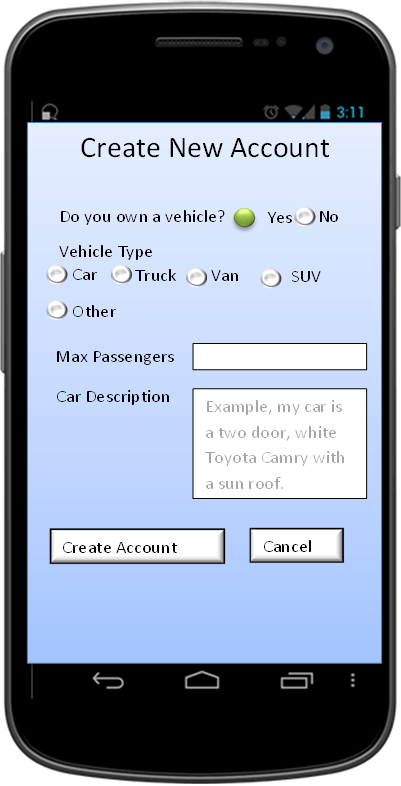 3:11
Create New Account
Do you own a vehicle? Yes No
Vehicle Type
Car Truck Van SUV
Other
Max Passengers
Car Description
Example, my car is
a two door, white
Toyota Camry with
a sun roof.
Create Account Cancel